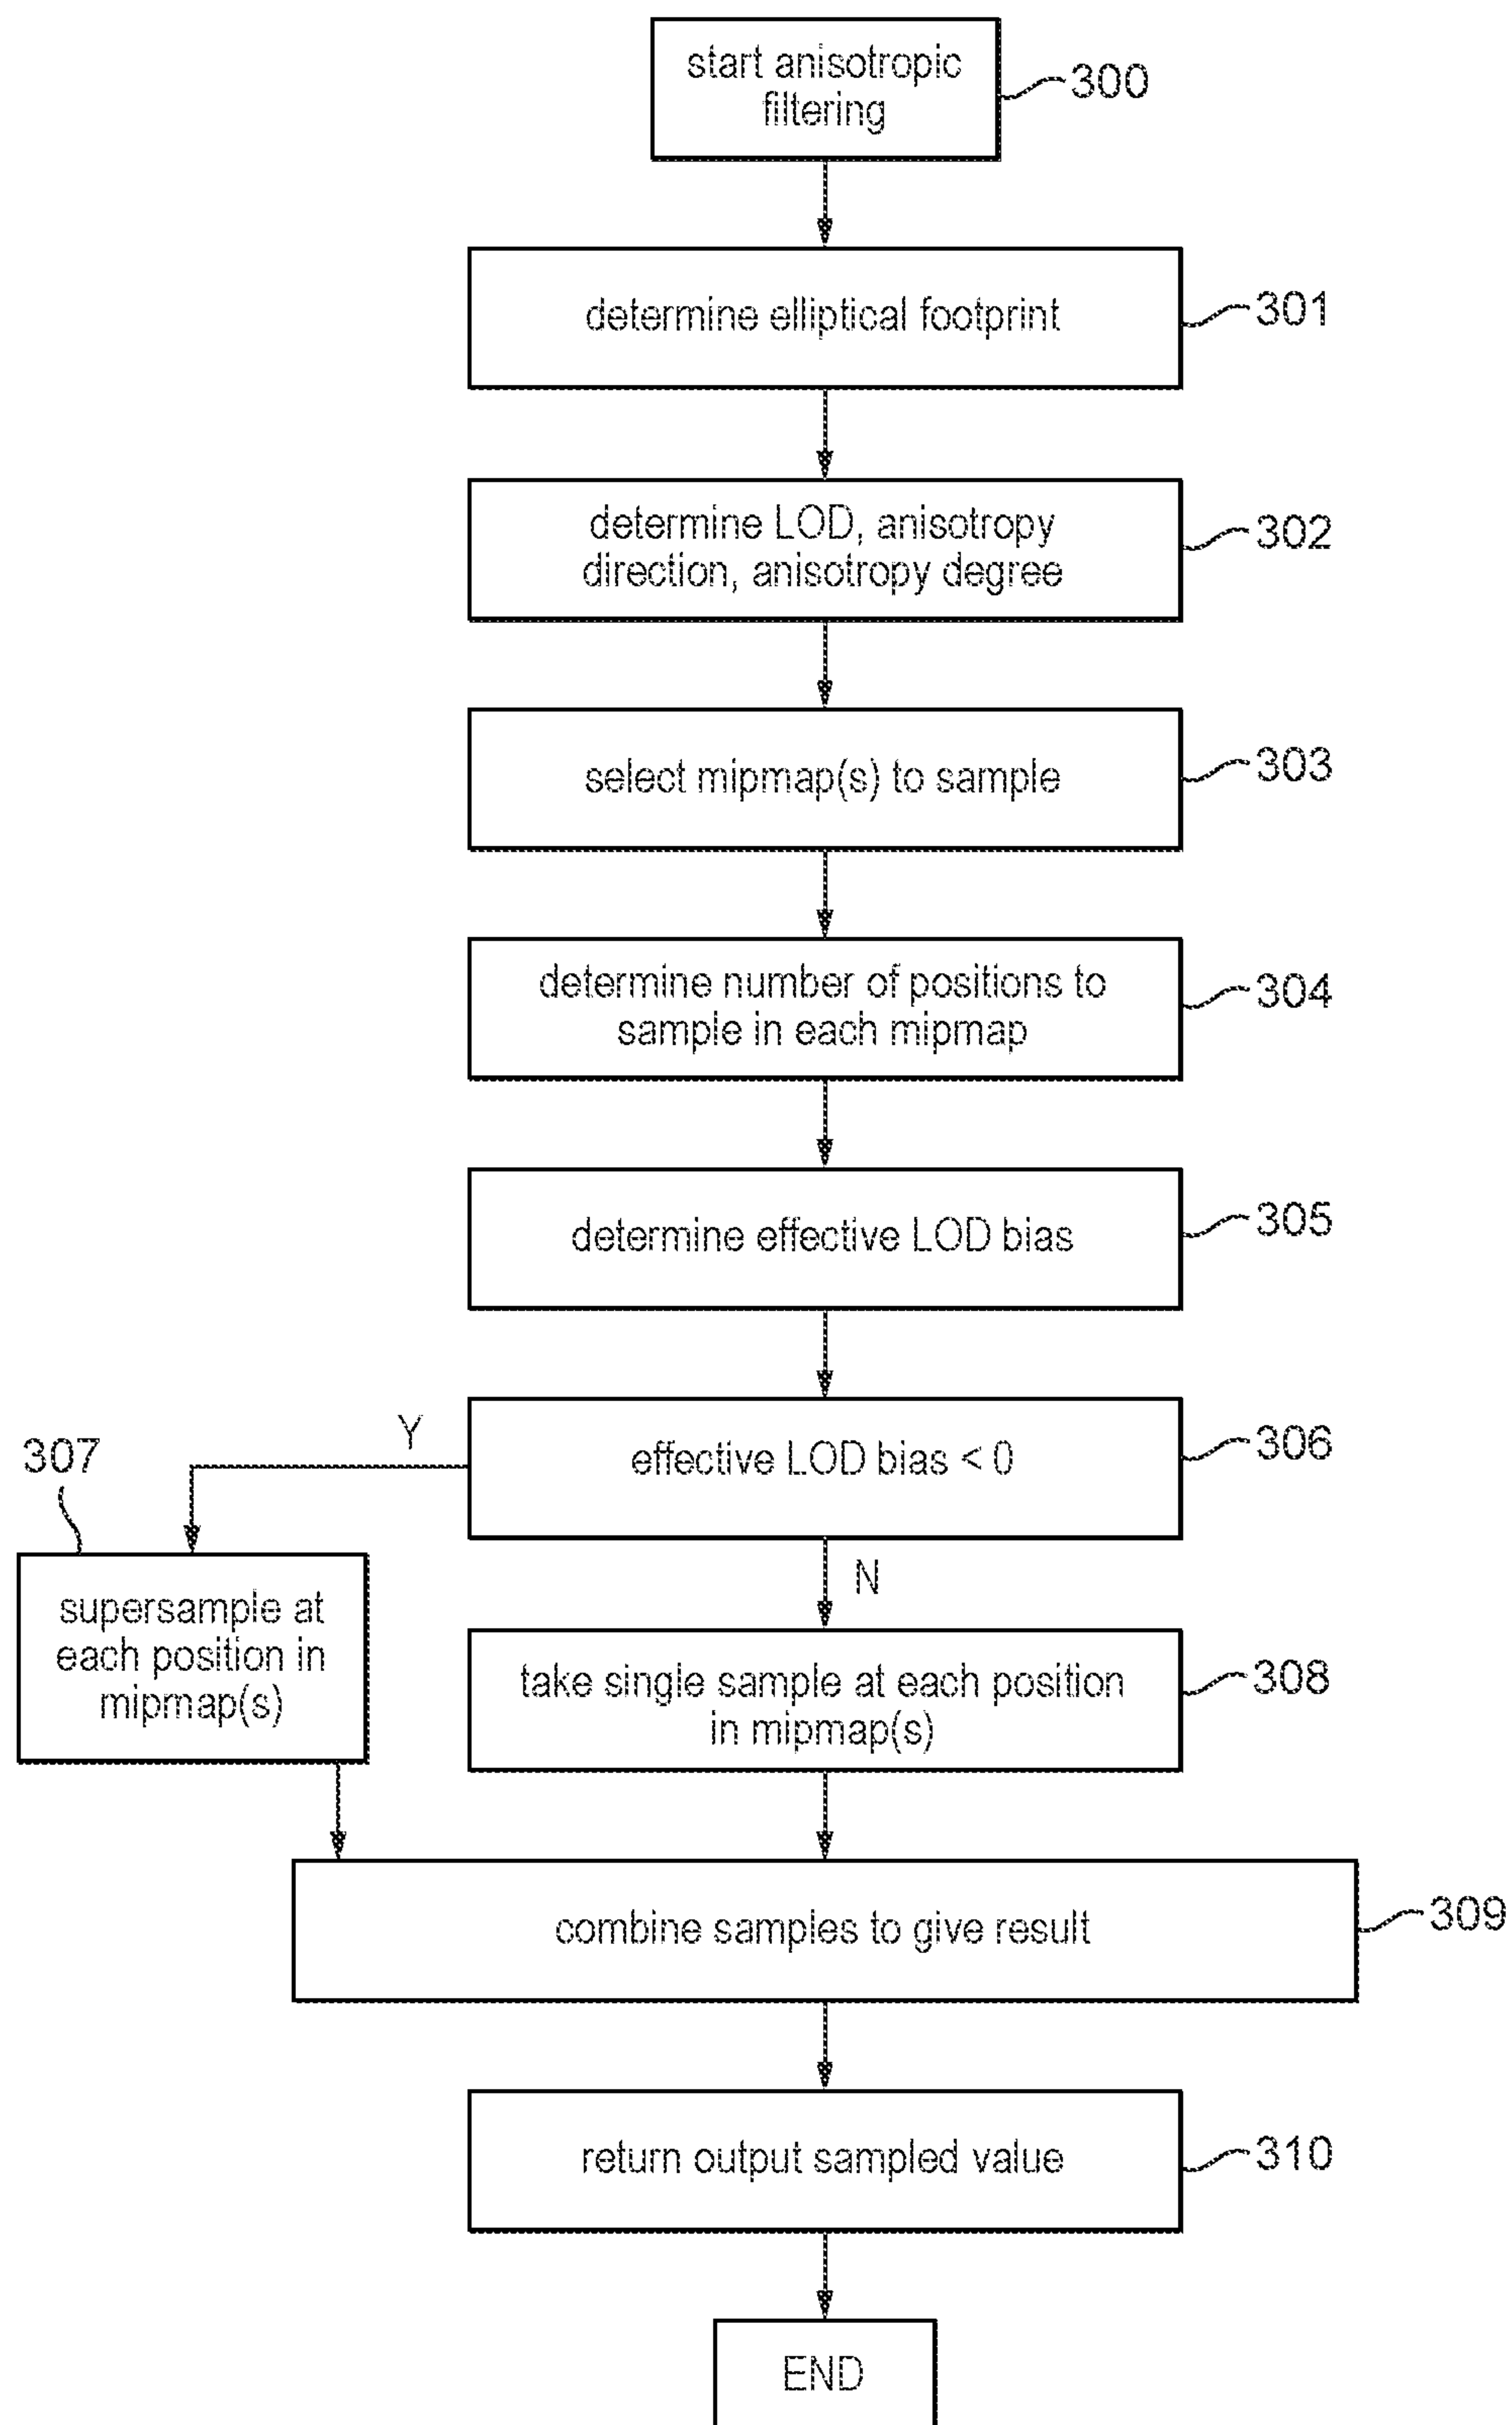 start anisotropic
filtering
300
determine elliptical footprint
301
determine LOD, anisotropy
direction, anisotropy degree
302
select mipmap(s) to sample
303
determine number of positions to
sample in each mipmap
304
determine effective LOD bias
305
effective LOD bias < 0
306
Y
N
307
supersample at
each position in
mipmap(s)
take single sample at each position
in mipmap(s)
308
combine samples to give result
309
return output sampled value
310
END